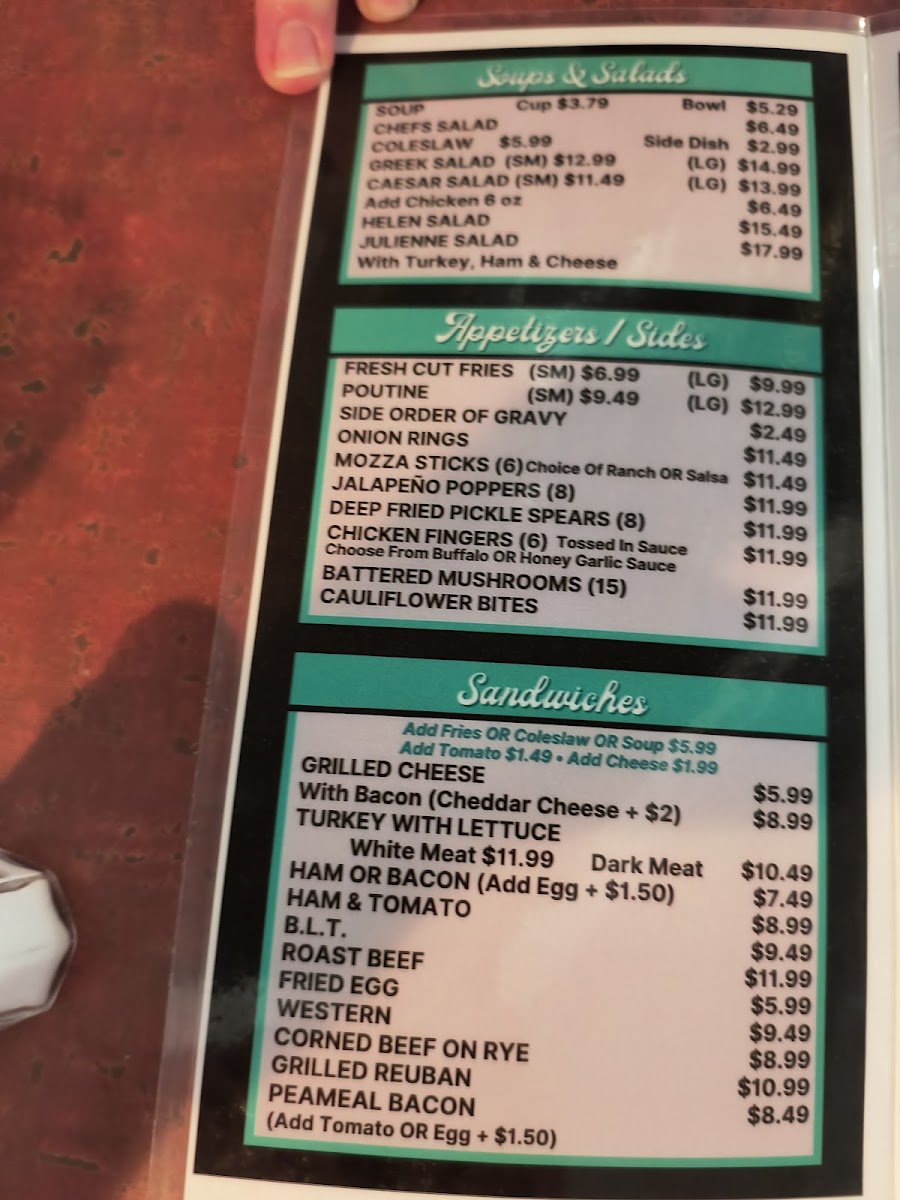 Soups & Salads
SOUP Cup $3.79 Bowl $5.29
CHEFS SALAD $6.49
COLESLAW $5.99 Side Dish $2.99
GREEK SALAD (SM) $12.99 (LG) $14.99
CAESAR SALAD (SM) $11.49 (LG) $13.99
Add Chicken 6 oz $6.49
HELEN SALAD $15.49
JULIENNE SALAD $17.99
With Turkey, Ham & Cheese
Appetizers / Sides
FRESH CUT FRIES (SM) $6.99 (LG) $9.99
POUTINE (SM) $9.49 (LG) $12.99
SIDE ORDER OF GRAVY $2.49
ONION RINGS $11.49
MOZZA STICKS (6) Choice Of Ranch OR Salsa $11.49
JALAPEÑO POPPERS (8) $11.99
DEEP FRIED PICKLE SPEARS (8) $11.99
CHICKEN FINGERS (6) Tossed In Sauce $11.99
Choose From Buffalo OR Honey Garlic Sauce
BATTERED MUSHROOMS (15) $11.99
CAULIFLOWER BITES $11.99
Sandwiches
Add Fries OR Coleslaw OR Soup $5.99
Add Tomato $1.49 • Add Cheese $1.99
GRILLED CHEESE $5.99
With Bacon (Cheddar Cheese + $2) $8.99
TURKEY WITH LETTUCE
White Meat $11.99 Dark Meat $10.49
HAM OR BACON (Add Egg + $1.50) $7.49
HAM & TOMATO $8.99
B.L.T. $9.49
ROAST BEEF $11.99
FRIED EGG $5.99
WESTERN $9.49
CORNED BEEF ON RYE $8.99
GRILLED REUBAN $10.99
PEAMEAL BACON $8.49
(Add Tomato OR Egg + $1.50)